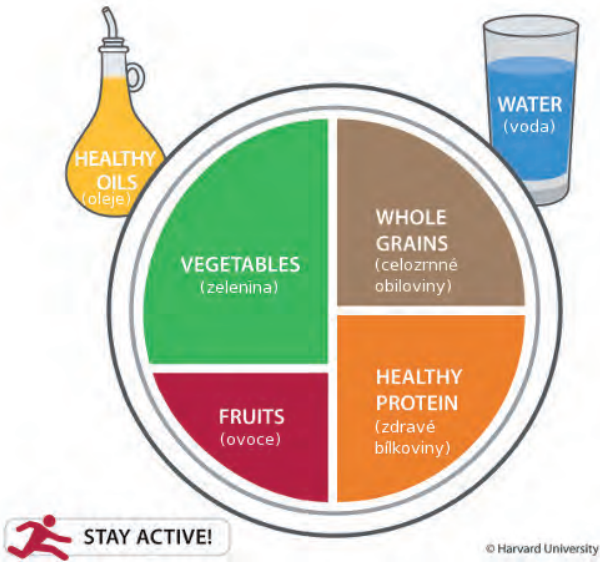 HEALTHY
OILS
(oleje)
WATER
(voda)
VEGETABLES
(zelenina)
WHOLE
GRAINS
(celozrnné
obiloviny)
FRUITS
(ovoce)
HEALTHY
PROTEIN
(zdravé
bílkoviny)
STAY ACTIVE!
© Harvard University